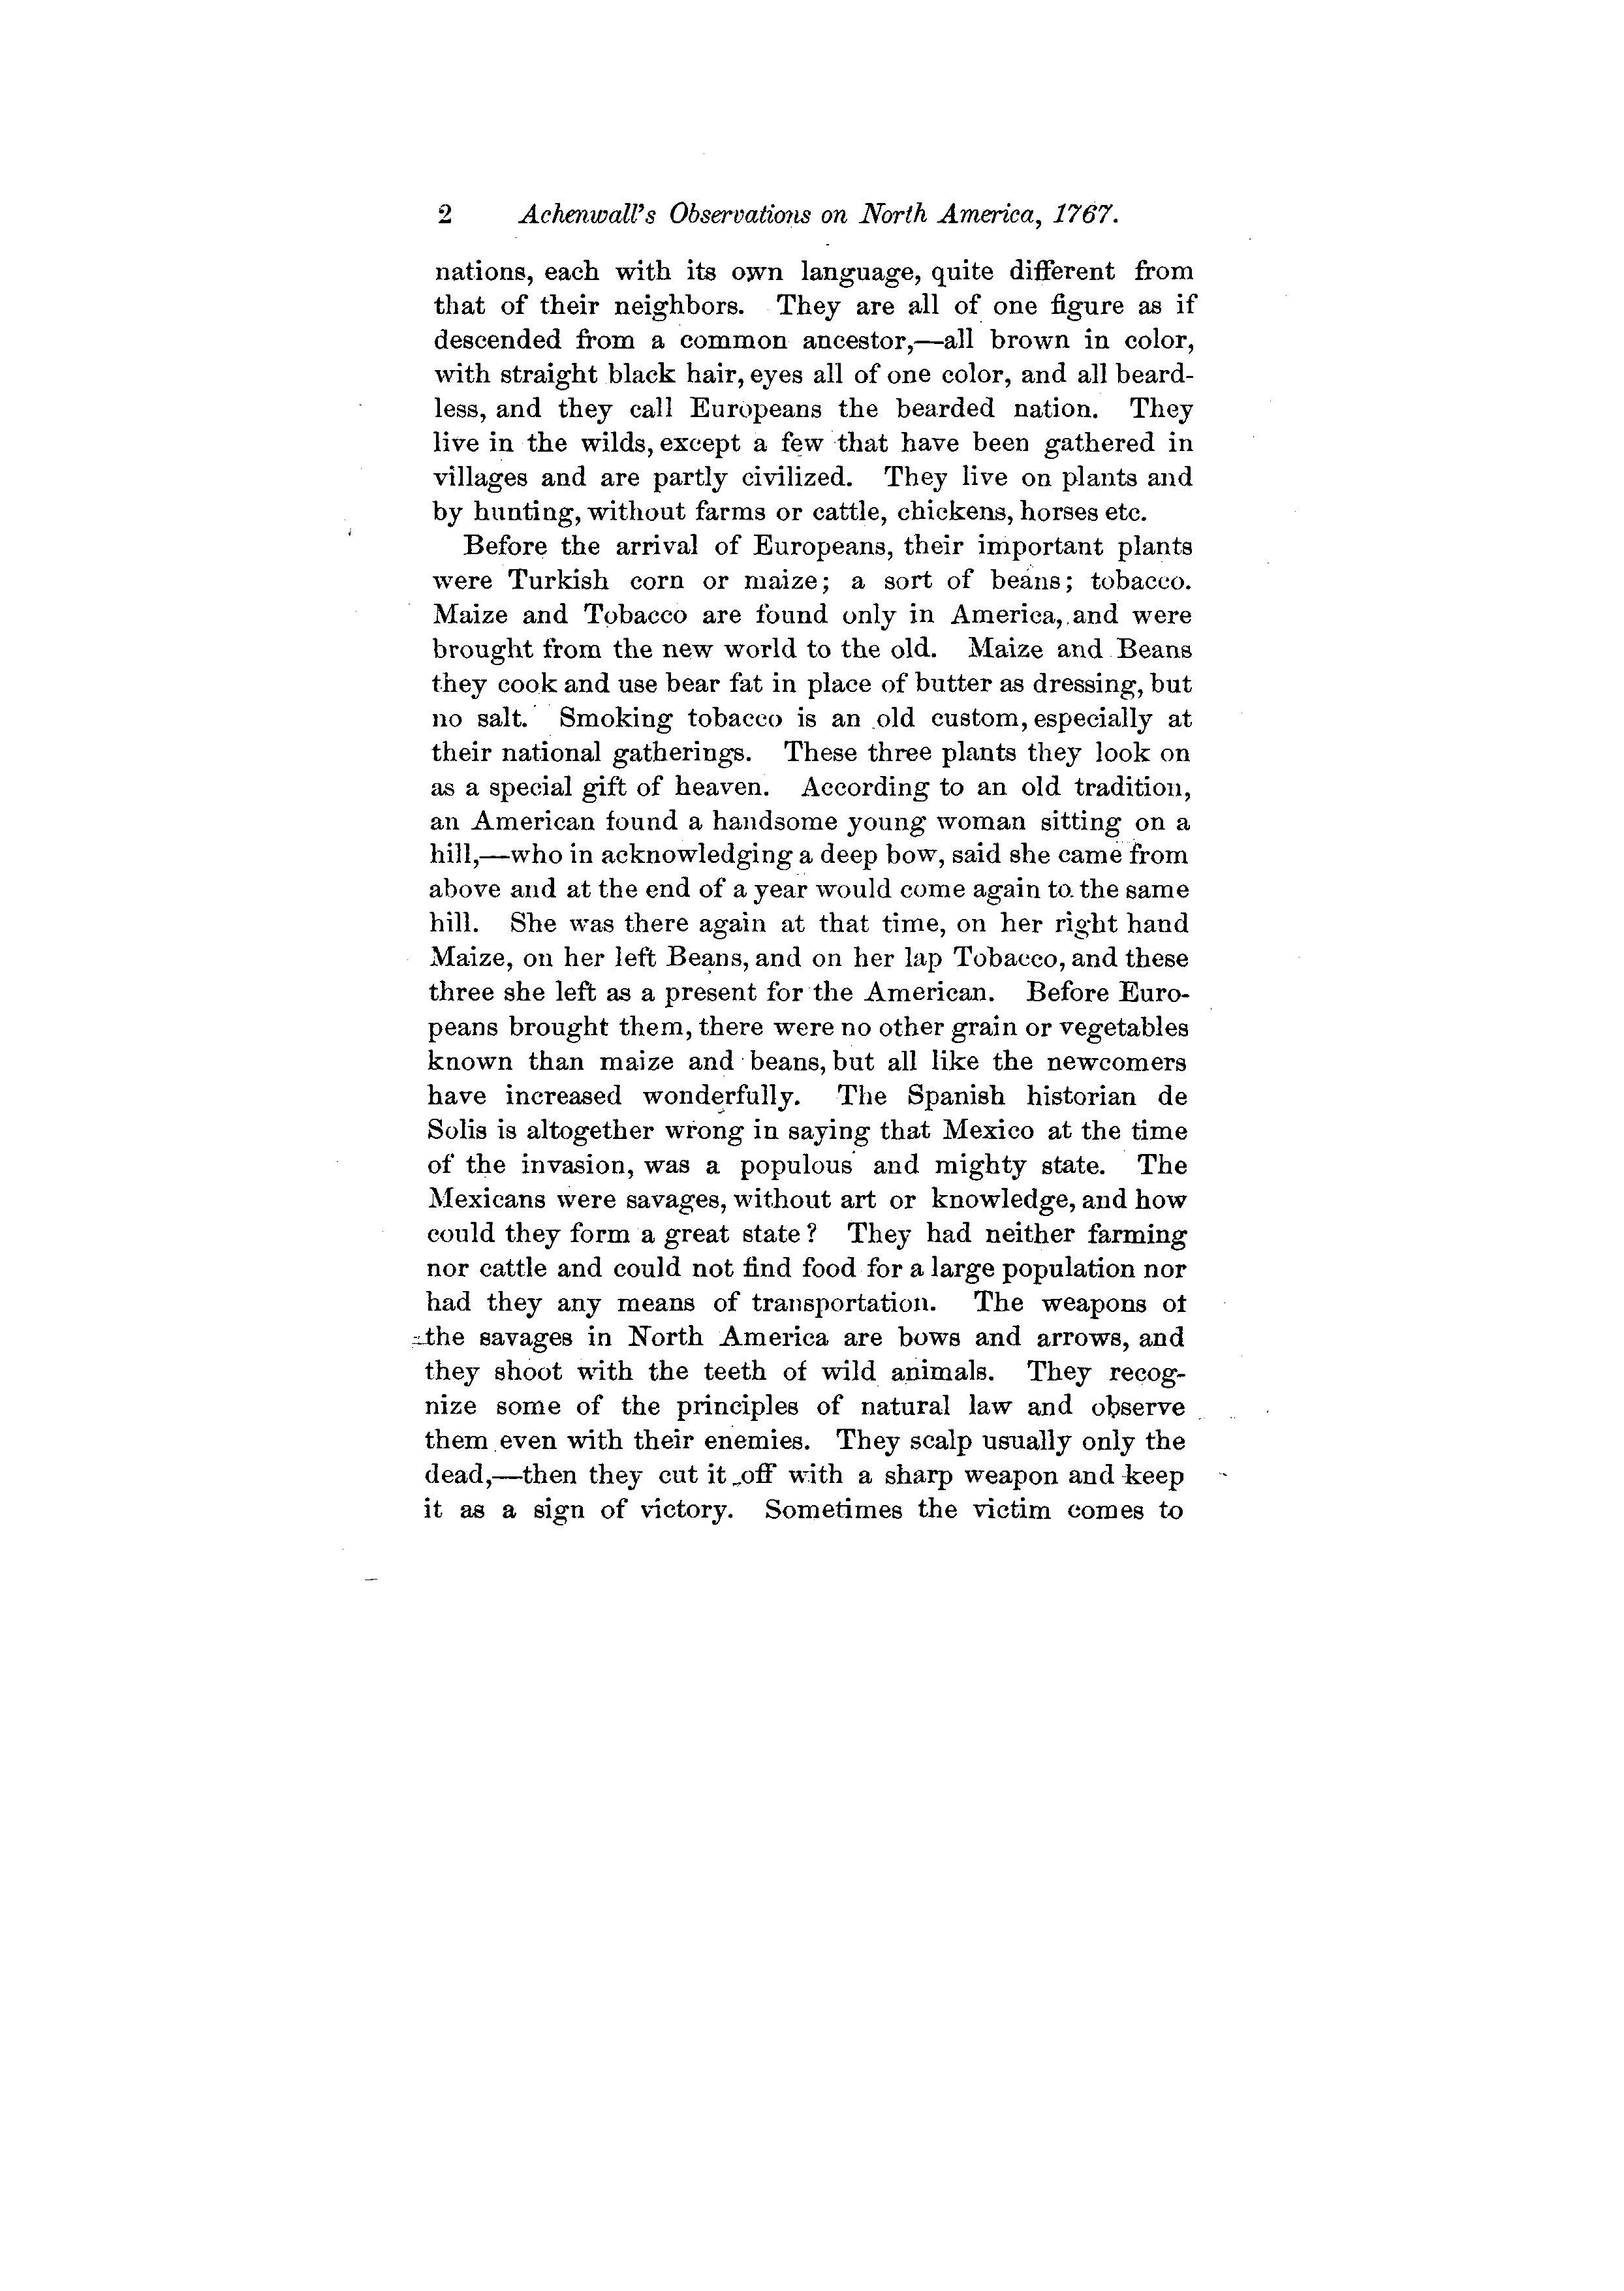 2 Achenwall's Observations on North America, 1767.
nations, each with its own language, quite different from
that of their neighbors. They are all of one figure as if
descended from a common ancestor,—all brown in color,
with straight black hair, eyes all of one color, and all beard-
less, and they call Europeans the bearded nation. They
live in the wilds, except a few that have been gathered in
villages and are partly civilized. They live on plants and
by hunting, without farms or cattle, chickens, horses etc.
Before the arrival of Europeans, their important plants
were Turkish corn or maize; a sort of beans; tobacco.
Maize and Tobacco are found only in America, and were
brought from the new world to the old. Maize and Beans
they cook and use bear fat in place of butter as dressing, but
no salt. Smoking tobacco is an old custom, especially at
their national gatherings. These three plants they look on
as a special gift of heaven. According to an old tradition,
an American found a handsome young woman sitting on a
hill,—who in acknowledging a deep bow, said she came from
above and at the end of a year would come again to the same
hill. She was there again at that time, on her right hand
Maize, on her left Beans, and on her lap Tobacco, and these
three she left as a present for the American. Before Euro-
peans brought them, there were no other grain or vegetables
known than maize and beans, but all like the newcomers
have increased wonderfully. The Spanish historian de
Solis is altogether wrong in saying that Mexico at the time
of the invasion, was a populous and mighty state. The
Mexicans were savages, without art or knowledge, and how
could they form a great state? They had neither farming
nor cattle and could not find food for a large population nor
had they any means of transportation. The weapons of
the savages in North America are bows and arrows, and
they shoot with the teeth of wild animals. They recog-
nize some of the principles of natural law and observe
them even with their enemies. They scalp usually only the
dead,—then they cut it off with a sharp weapon and keep
it as a sign of victory. Sometimes the victim comes to